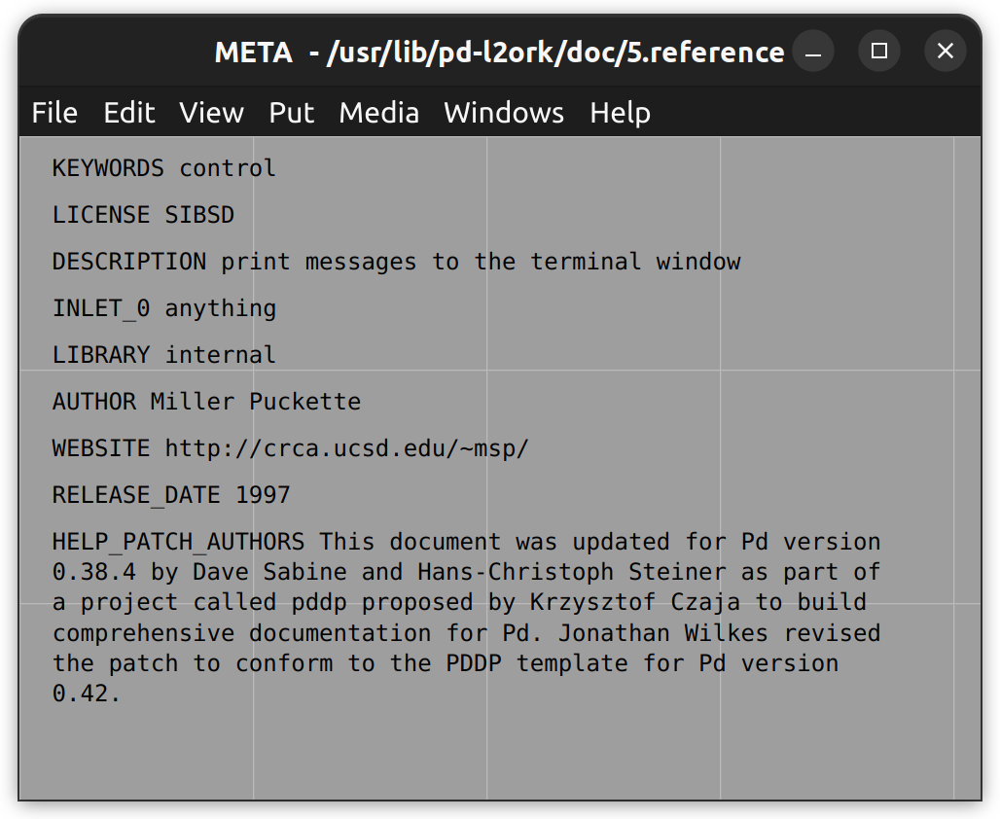 META - /usr/lib/pd-l2ork/doc/5.reference
File Edit View Put Media Windows Help
KEYWORDS control
LICENSE SIBSD
DESCRIPTION print messages to the terminal window
INLET_0 anything
LIBRARY internal
AUTHOR Miller Puckette
WEBSITE http://crca.ucsd.edu/~msp/
RELEASE_DATE 1997
HELP_PATCH_AUTHORS This document was updated for Pd version
0.38.4 by Dave Sabine and Hans-Christoph Steiner as part of
a project called pddp proposed by Krzysztof Czaja to build
comprehensive documentation for Pd. Jonathan Wilkes revised
the patch to conform to the PDDP template for Pd version
0.42.